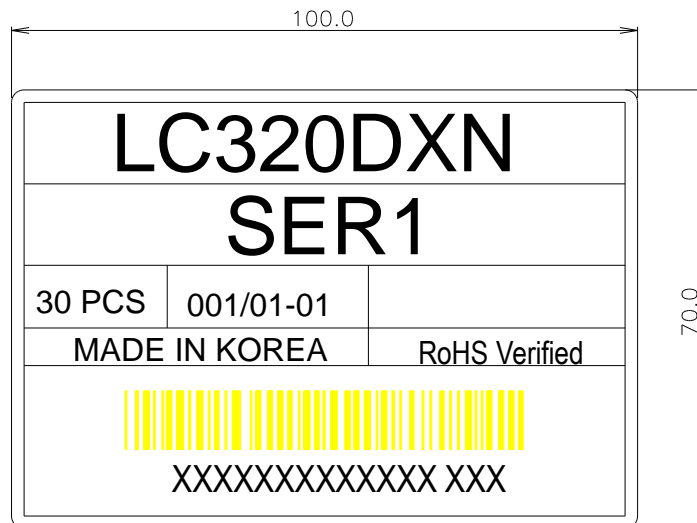 100.0
LC320DXN
SER1
30 PCS 001/01-01
70.0
MADE IN KOREA RoHS Verified
XXXXXXXXXXXXX XXX